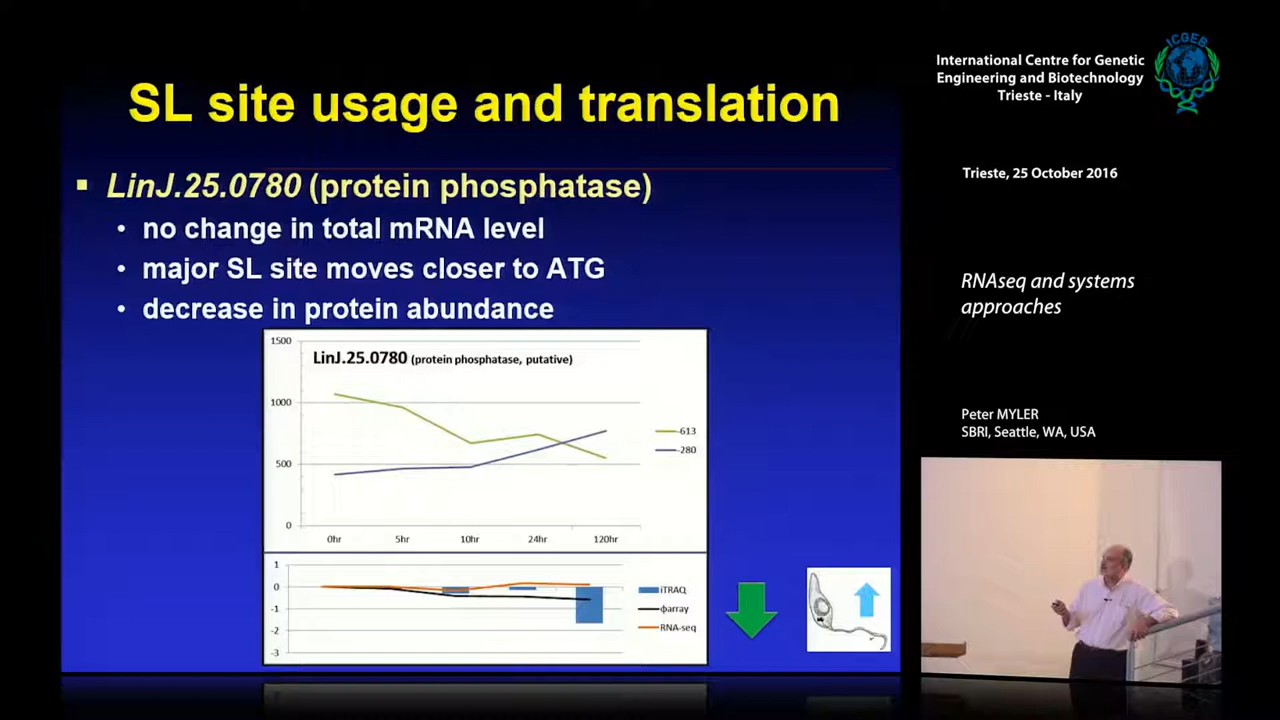 SL site usage and translation
▪ LinJ.25.0780 (protein phosphatase)
• no change in total mRNA level
• major SL site moves closer to ATG
• decrease in protein abundance
LinJ.25.0780 (protein phosphatase, putative)
1500
1000
500
0
0hr 5hr 10hr 24hr 120hr
-613
-280
1
0
-1
-2
-3
iTRAQ
φarray
RNA-seq
International Centre for Genetic
Engineering and Biotechnology
Trieste - Italy
ICGEB
Trieste, 25 October 2016
RNAseq and systems
approaches
Peter MYLER
SBRI, Seattle, WA, USA